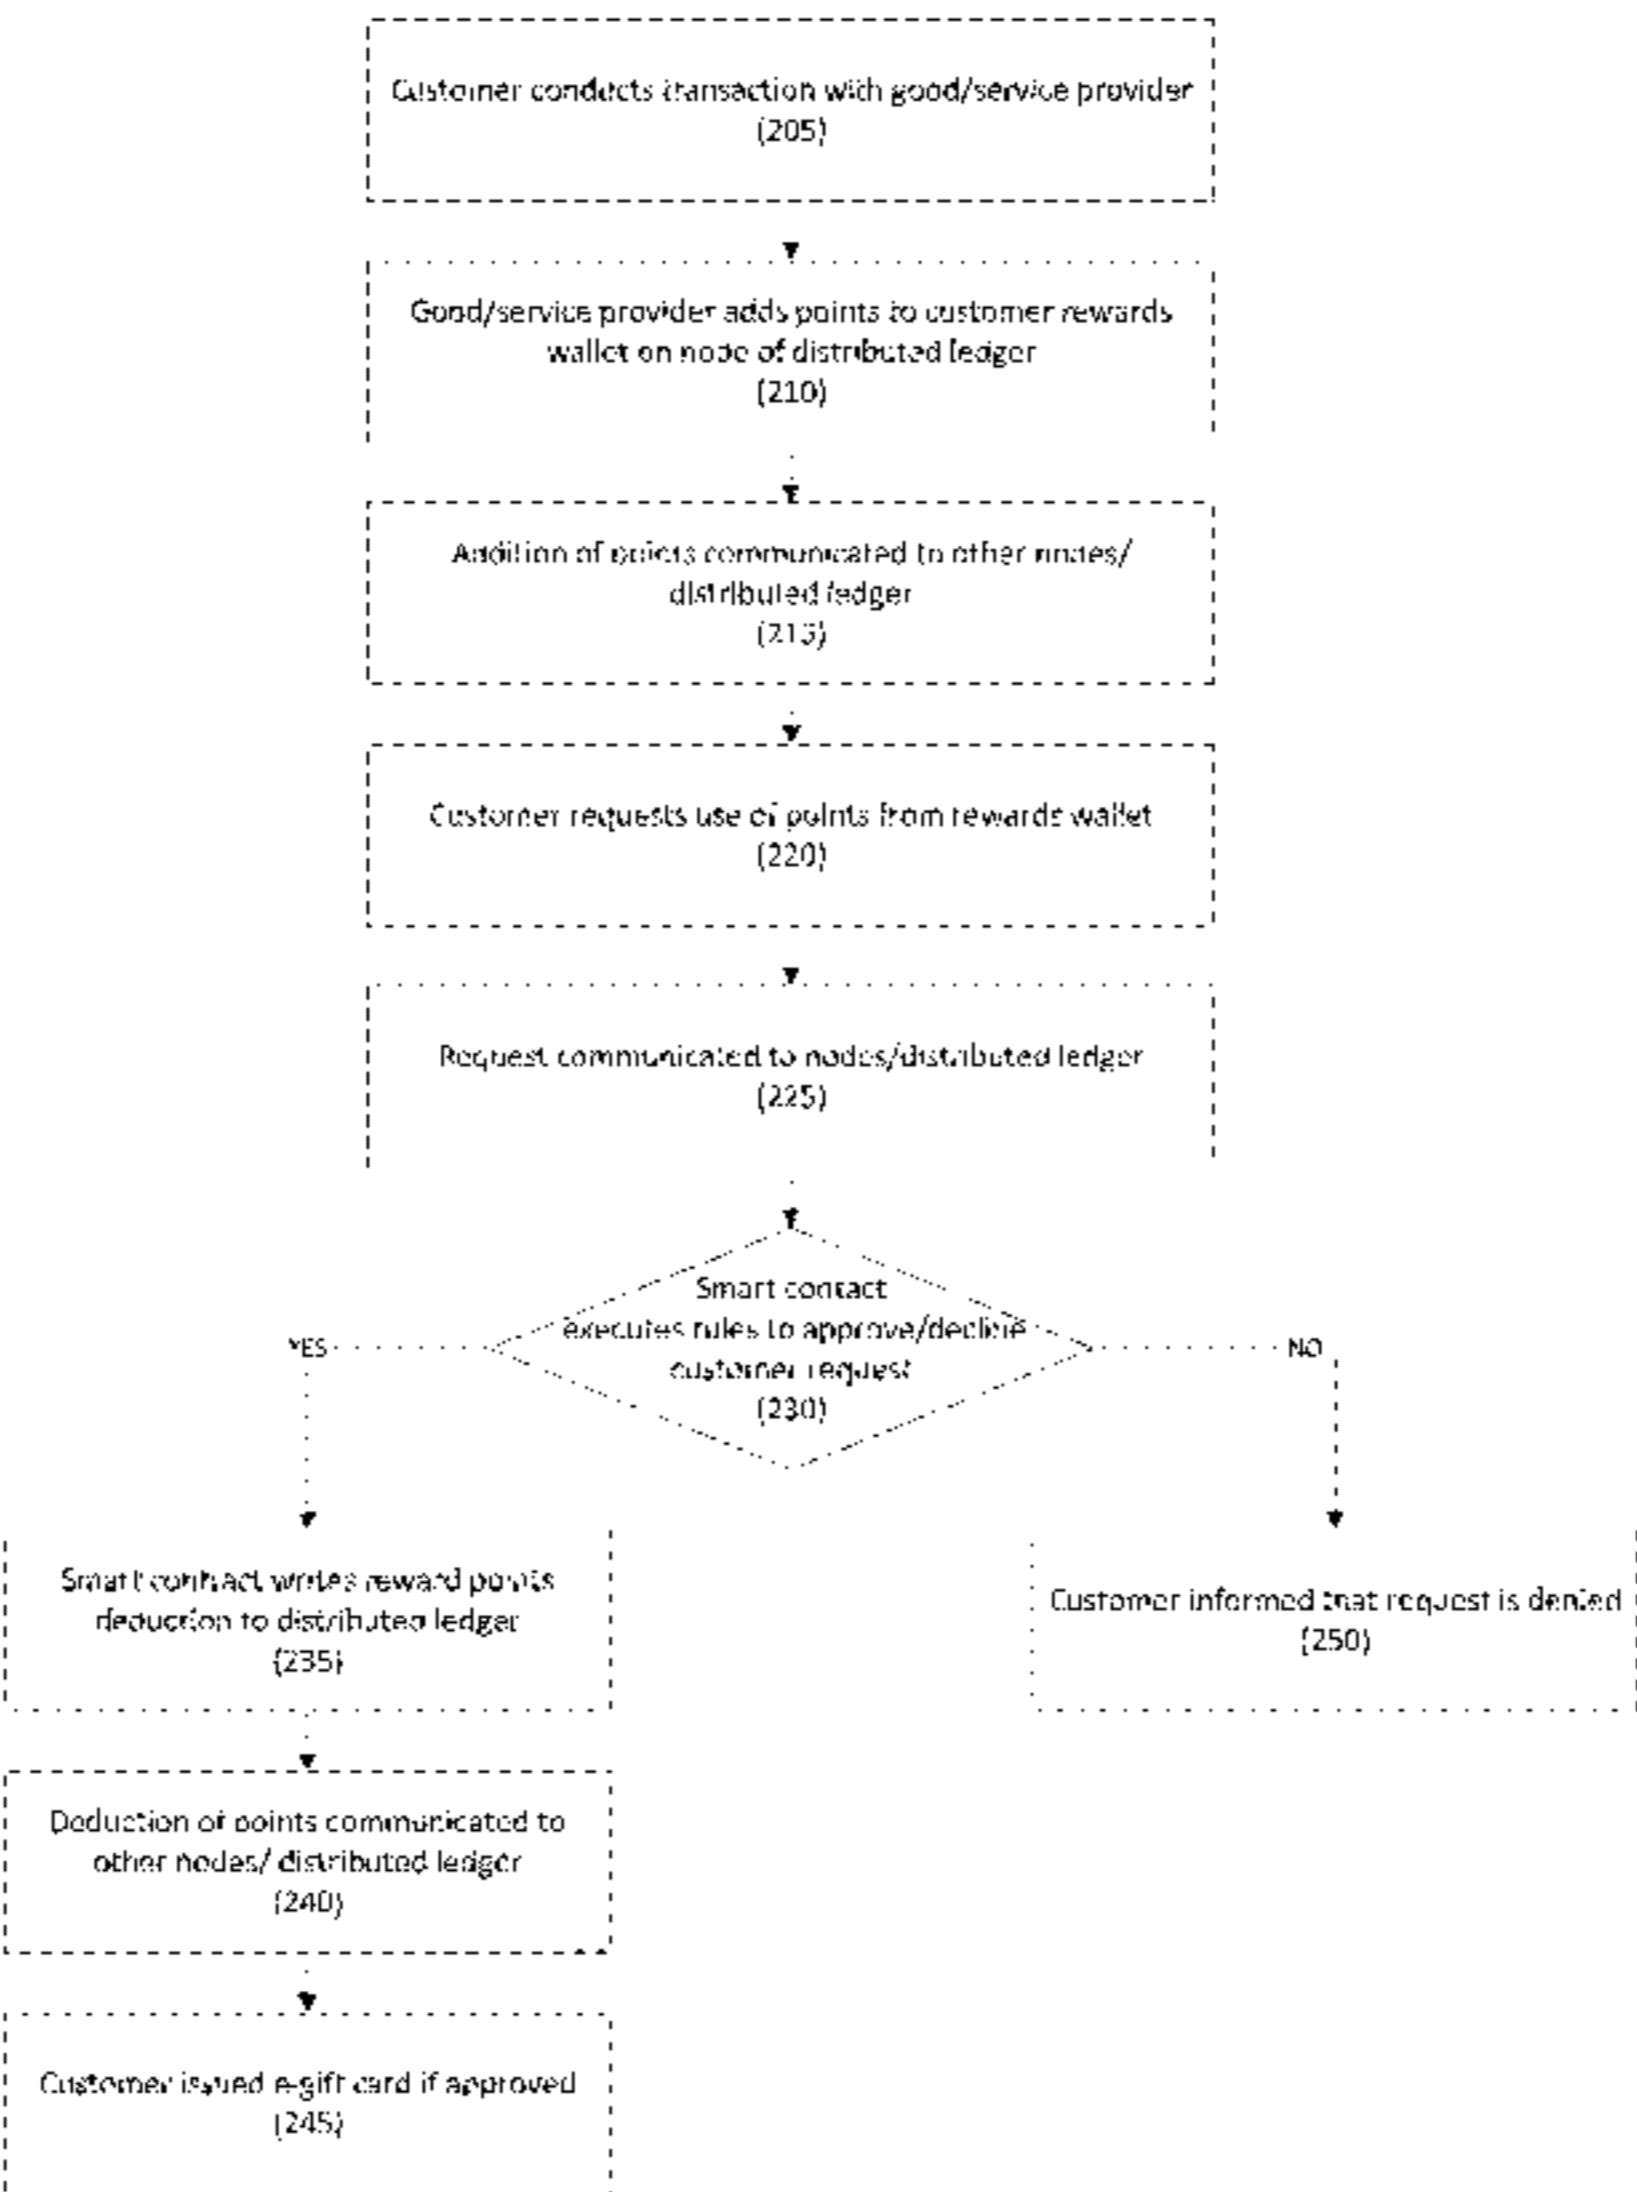 Customer conducts transaction with good/service provider
(205)
Good/service provider adds points to customer rewards
wallet on node of distributed ledger
(210)
Addition of points communicated to other nodes/
distributed ledger
(215)
Customer requests use of points from rewards wallet
(220)
Request communicated to nodes/distributed ledger
(225)
Smart contact
executes rules to approve/decline
customer request
(230)
YES
NO
Smart contract writes reward points
deduction to distributed ledger
(235)
Customer informed that request is denied
(250)
Deduction of points communicated to
other nodes/ distributed ledger
(240)
Customer issued e-gift card if approved
(245)